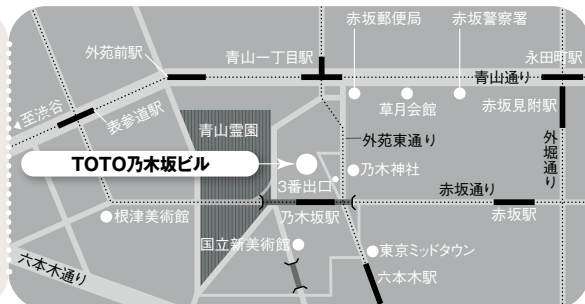 赤坂郵便局
赤坂警察署
外苑前駅
青山一丁目駅
永田町駅
青山通り
草月会館
赤坂見附駅
◀至渋谷
表参道駅
青山霊園
外苑東通り
外堀通り
TOTO乃木坂ビル
3番出口
乃木神社
赤坂通り
根津美術館
乃木坂駅
赤坂駅
国立新美術館
東京ミッドタウン
六本木通り
六本木駅